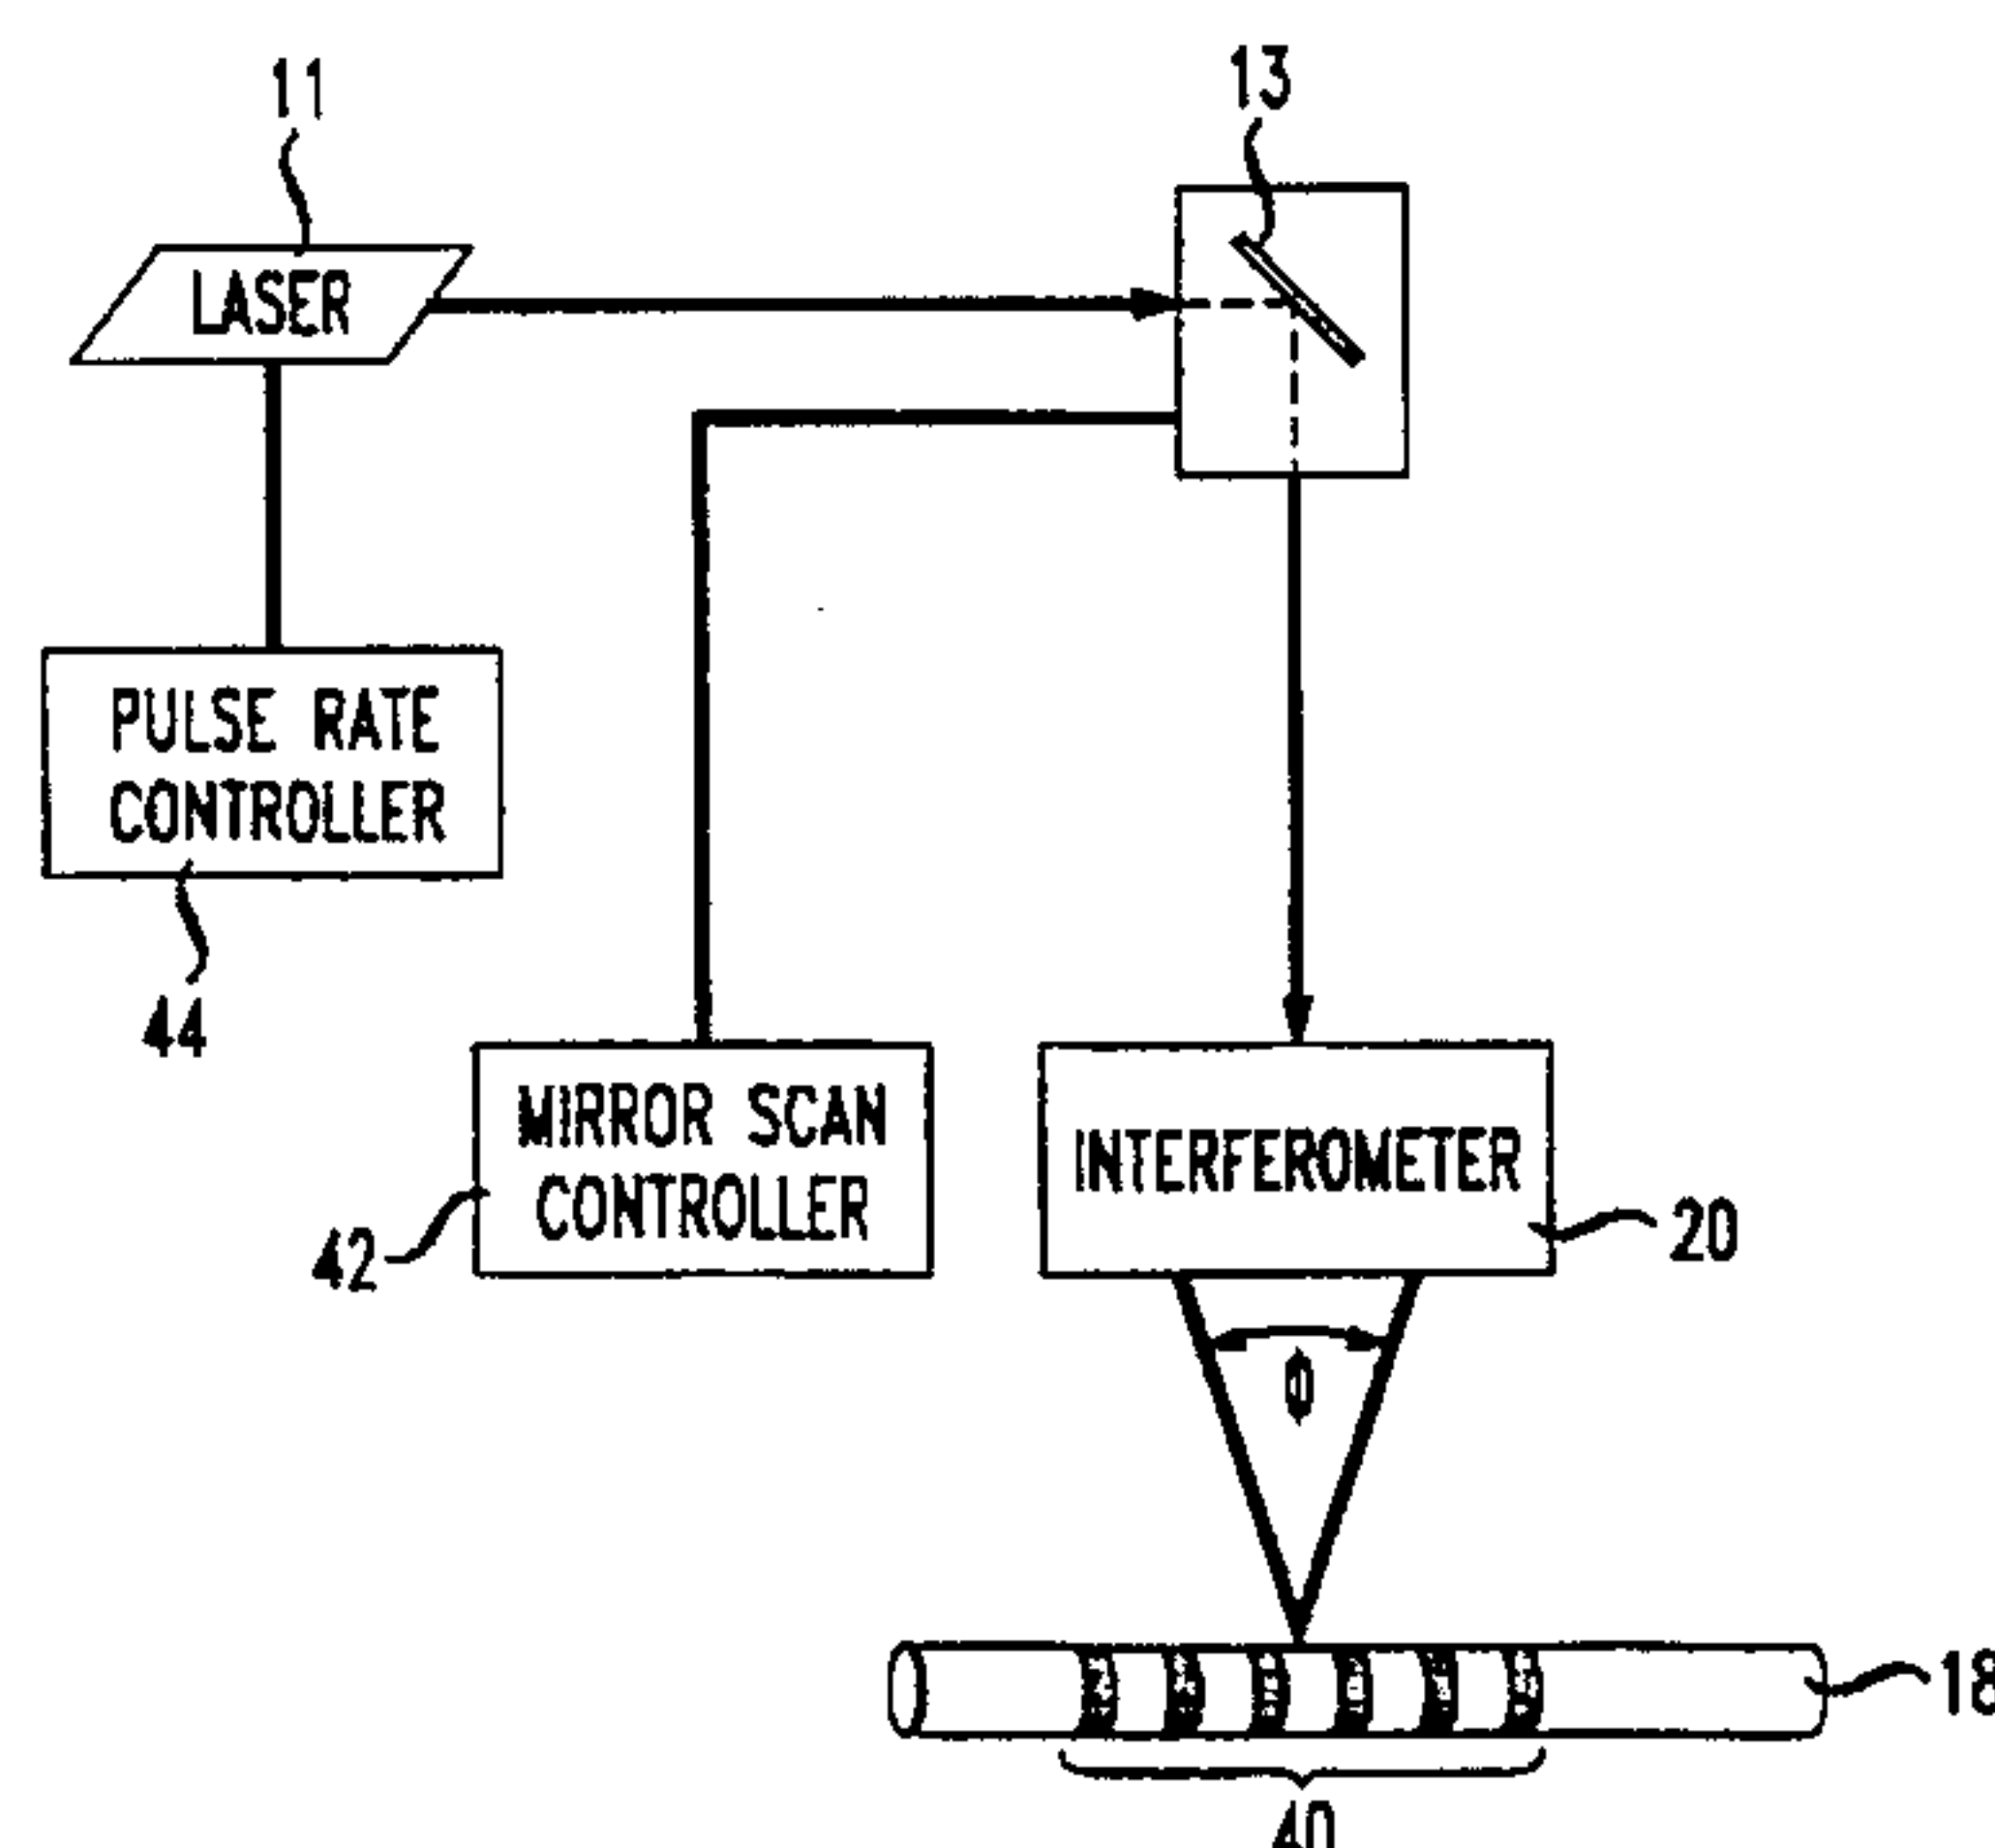 11
13
LASER
PULSE RATE
CONTROLLER
44
MIRROR SCAN
CONTROLLER
42
INTERFEROMETER
20
18
40